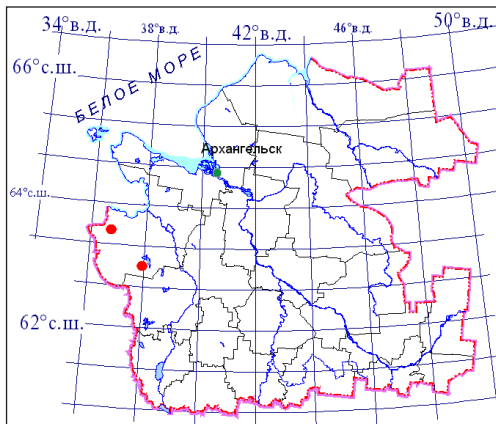 34°в.д.
38°в.д.
42°в.д.
46°в.д.
50°в.д.
66°с.ш.
БЕЛОЕ МОРЕ
Архангельск
64°с.ш.
62°с.ш.